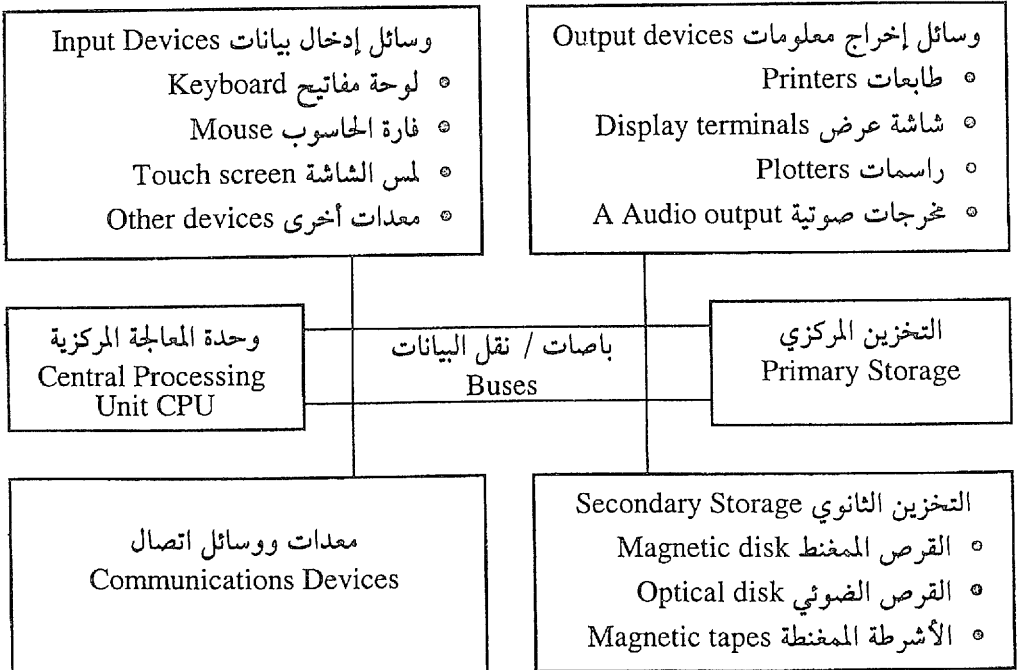 وسائل إدخال بيانات Input Devices
• لوحة مفاتيح Keyboard
• فارة الحاسوب Mouse
• لمس الشاشة Touch screen
• معدات أخرى Other devices
وسائل إخراج معلومات Output devices
• طابعات Printers
• شاشة عرض Display terminals
• راسمات Plotters
• مخرجات صوتية A Audio output
وحدة المعالجة المركزية
Central Processing
Unit CPU
باصات / نقل البيانات
Buses
التخزين المركزي
Primary Storage
معدات ووسائل اتصال
Communications Devices
التخزين الثانوي Secondary Storage
• القرص الممغنط Magnetic disk
• القرص الضوئي Optical disk
• الأشرطة الممغنطة Magnetic tapes